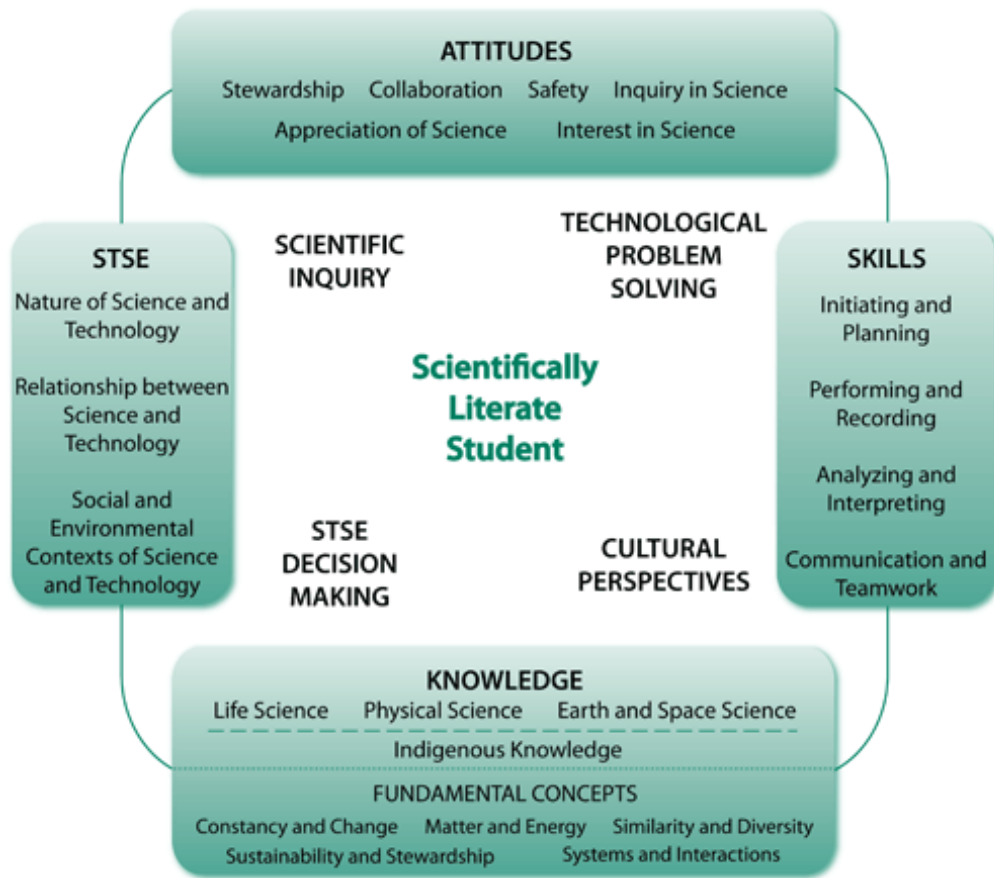 ATTITUDES
Stewardship Collaboration Safety Inquiry in Science
Appreciation of Science Interest in Science
STSE
Nature of Science and
Technology
Relationship between
Science and
Technology
Social and
Environmental
Contexts of Science
and Technology
SCIENTIFIC
INQUIRY
TECHNOLOGICAL
PROBLEM
SOLVING
Scientifically
Literate
Student
STSE
DECISION
MAKING
CULTURAL
PERSPECTIVES
SKILLS
Initiating and
Planning
Performing and
Recording
Analyzing and
Interpreting
Communication and
Teamwork
KNOWLEDGE
Life Science Physical Science Earth and Space Science
Indigenous Knowledge
FUNDAMENTAL CONCEPTS
Constancy and Change Matter and Energy Similarity and Diversity
Sustainability and Stewardship Systems and Interactions